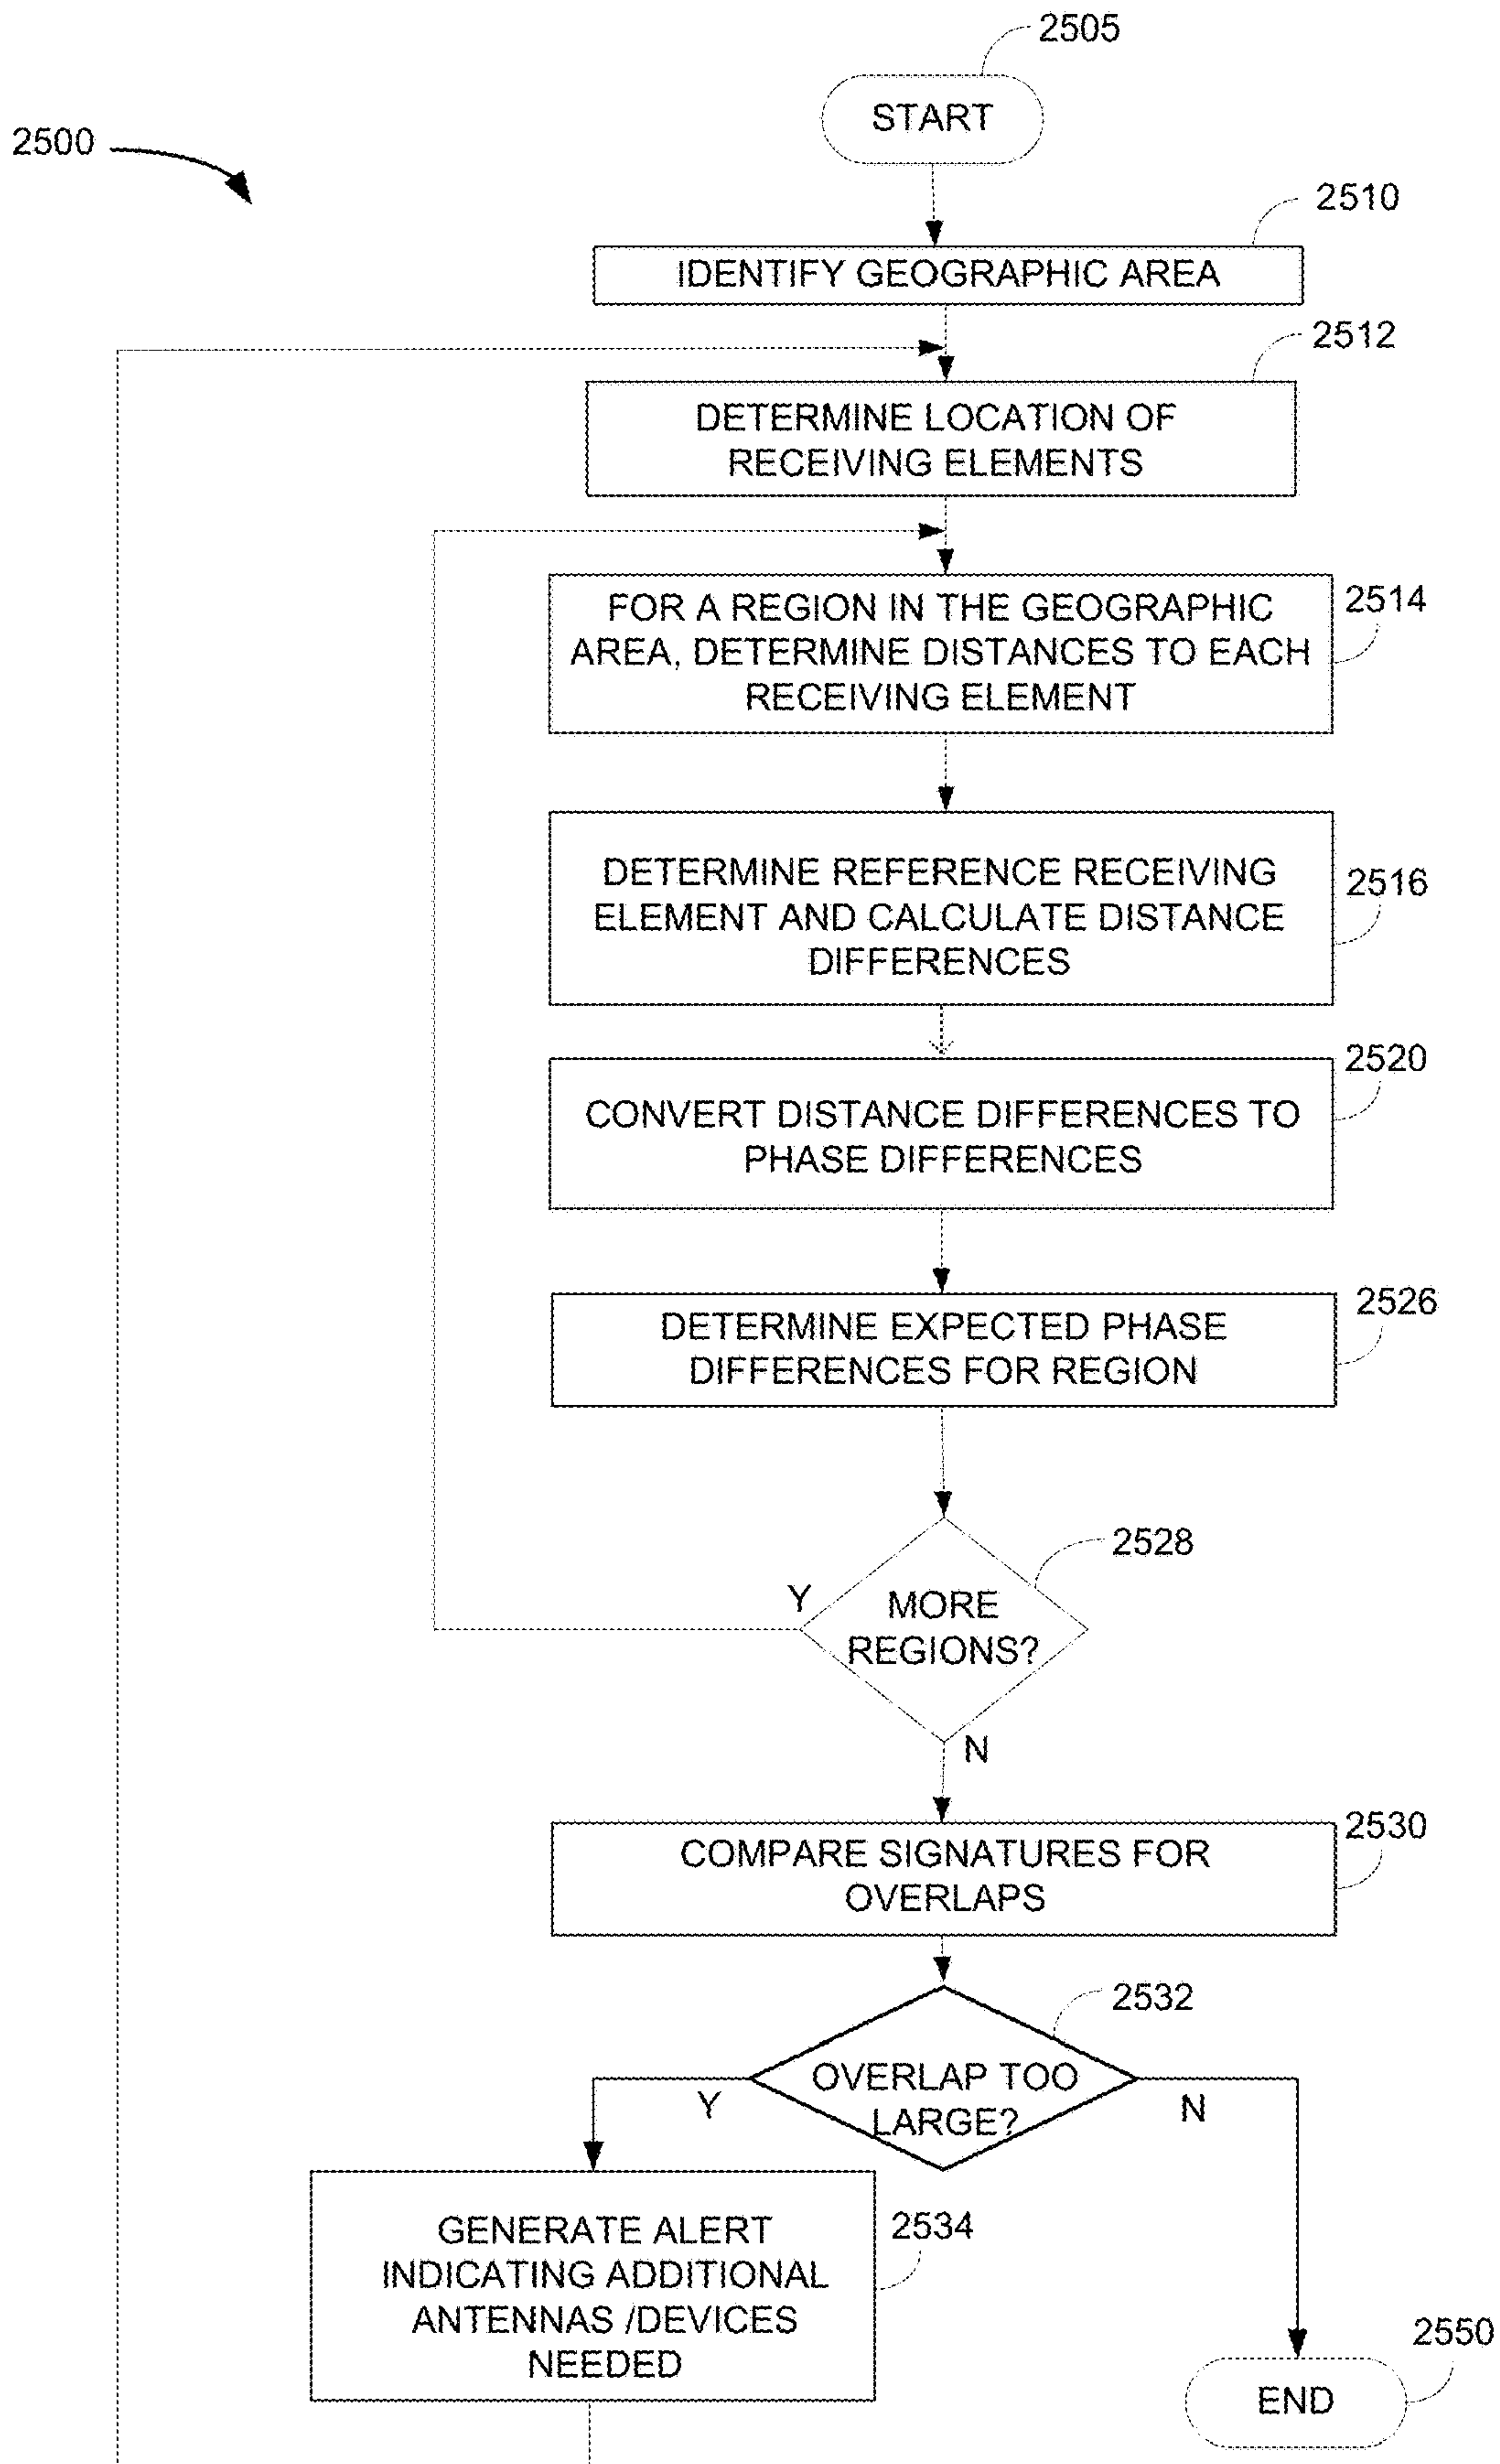 2505
START
2500
2510
IDENTIFY GEOGRAPHIC AREA
2512
DETERMINE LOCATION OF
RECEIVING ELEMENTS
FOR A REGION IN THE GEOGRAPHIC
AREA, DETERMINE DISTANCES TO EACH
RECEIVING ELEMENT
2514
DETERMINE REFERENCE RECEIVING
ELEMENT AND CALCULATE DISTANCE
DIFFERENCES
2516
2520
CONVERT DISTANCE DIFFERENCES TO
PHASE DIFFERENCES
2526
DETERMINE EXPECTED PHASE
DIFFERENCES FOR REGION
2528
Y
MORE
REGIONS?
N
2530
COMPARE SIGNATURES FOR
OVERLAPS
2532
OVERLAP TOO
LARGE?
Y
N
GENERATE ALERT
INDICATING ADDITIONAL
ANTENNAS /DEVICES
NEEDED
2534
2550
END